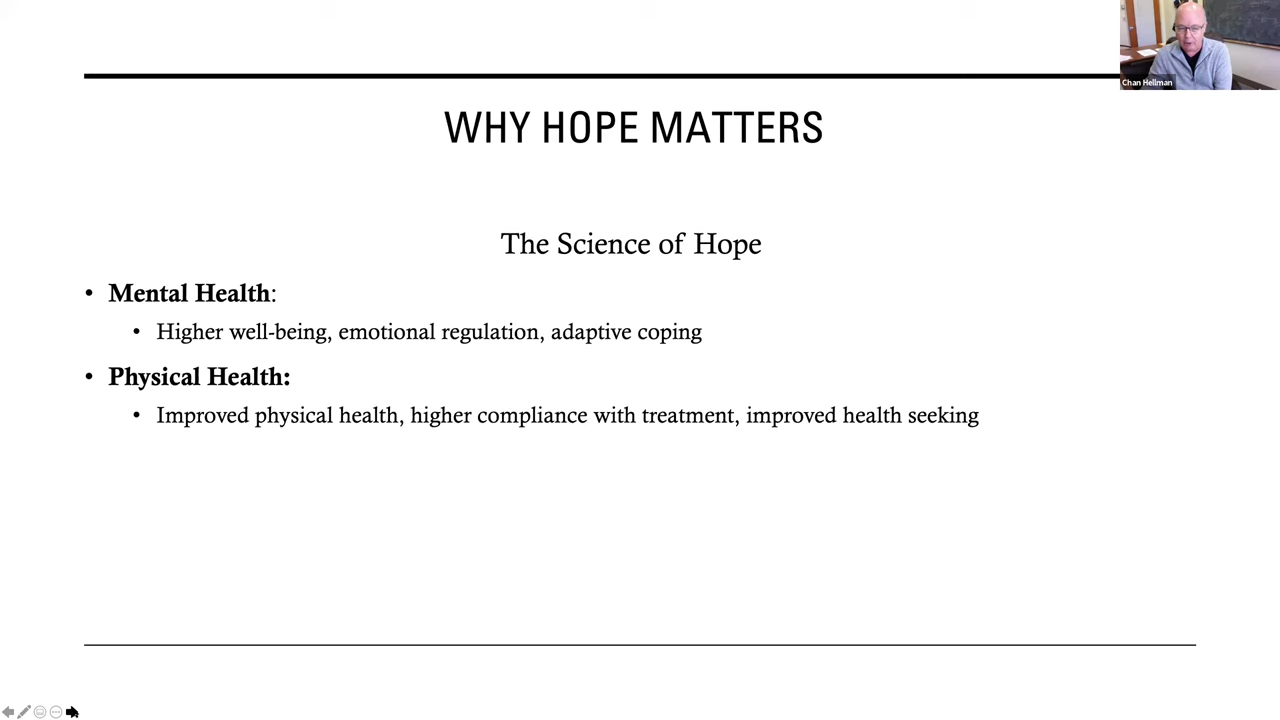 Chan Hellman
WHY HOPE MATTERS
The Science of Hope
• Mental Health:
• Higher well-being, emotional regulation, adaptive coping
• Physical Health:
• Improved physical health, higher compliance with treatment, improved health seeking